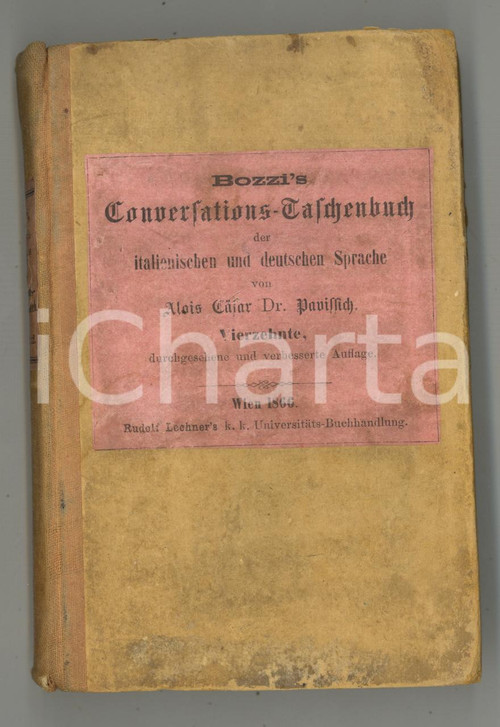 Bozzi's
Conversations-Taschenbuch
der
italienischen und deutschen Sprache
von
Alois Cäsar Dr. Pavissich.
Vierzehnte,
durchgesehene und verbesserte Auflage.
Wien 1866.
Rudolf Lechner's k. k. Universitäts-Buchhandlung.
iCharta